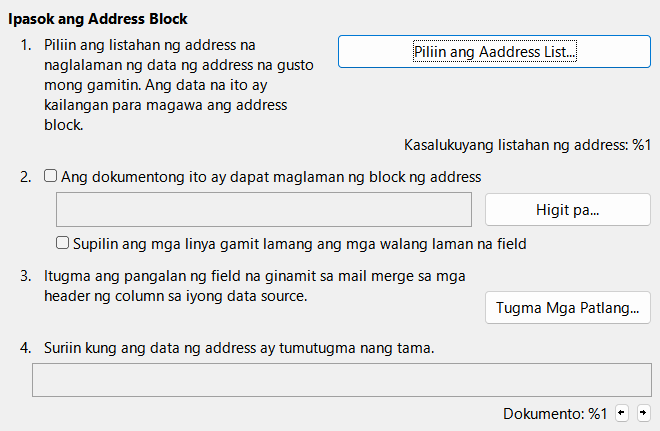 Ipasok ang Address Block
1. Piliin ang listahan ng address na
naglalaman ng data ng address na gusto
mong gamitin. Ang data na ito ay
kailangan para magawa ang address
block.
Piliin ang Aaddress List...
Kasalukuyang listahan ng address: %1
2. Ang dokumentong ito ay dapat maglaman ng block ng address
Higit pa...
Supilin ang mga linya gamit lamang ang mga walang laman na field
3. Itugma ang pangalan ng field na ginamit sa mail merge sa mga
header ng column sa iyong data source.
Tugma Mga Patlang...
4. Suriin kung ang data ng address ay tumutugma nang tama.
Dokumento: %1